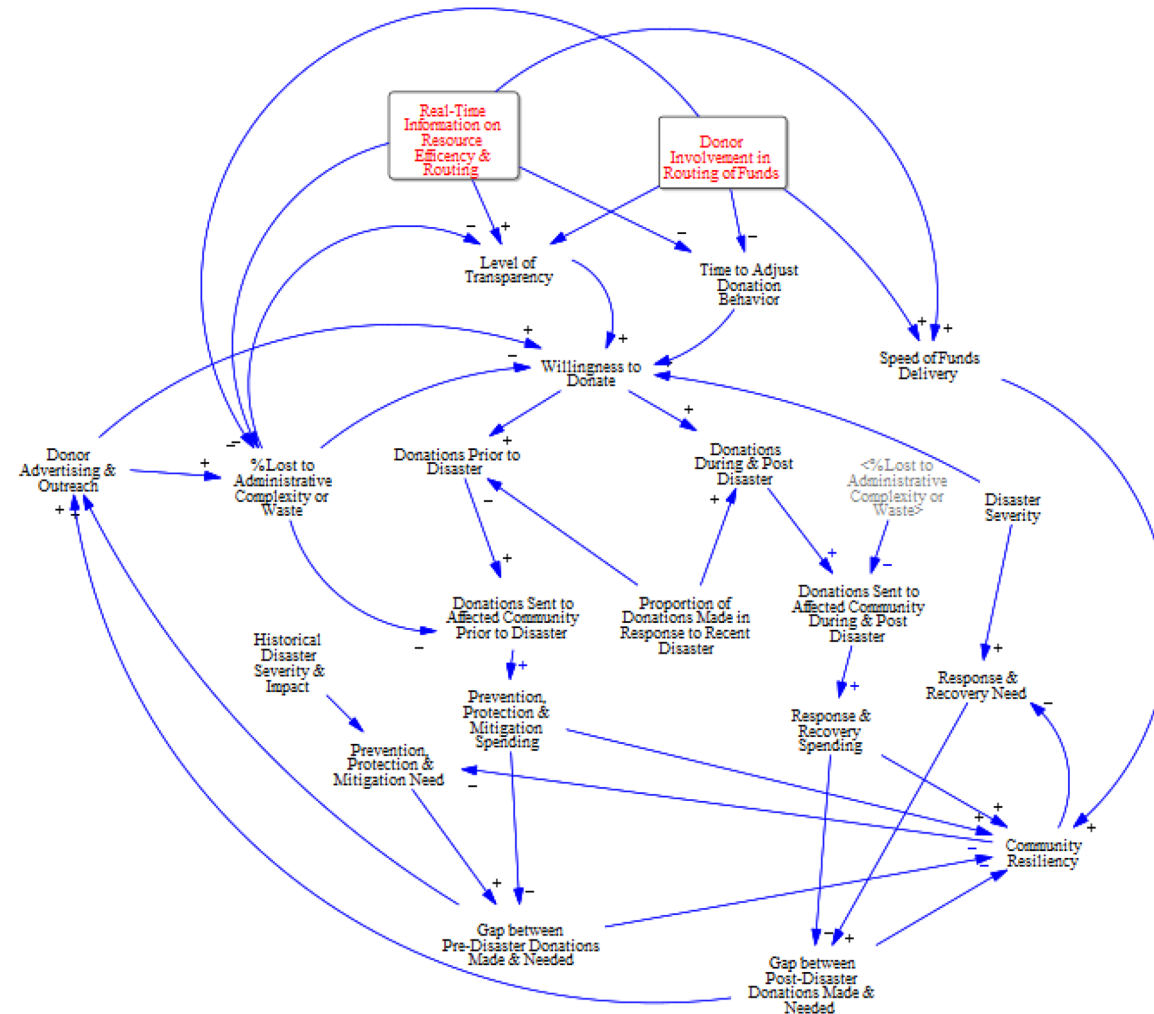 Real-Time
Information on
Resource
Efficency &
Routing
Donor
Involvement in
Routing of Funds
−
+
−
−
Level of
Transparency
Time to Adjust
Donation
Behavior
+
+
+
+
−
Willingness to
Donate
Speed of Funds
Delivery
+
+
−
−
+
Donor
Advertising &
Outreach
%Lost to
Administrative
Complexity or
Waste
Donations Prior to
Disaster
Donations
During & Post
Disaster
<%Lost to
Administrative
Complexity or
Waste>
Disaster
Severity
+
+
−
+
+
+
−
Donations Sent to
Affected Community
Prior to Disaster
Proportion of
Donations Made in
Response to Recent
Disaster
Donations Sent to
Affected Community
During & Post
Disaster
−
+
Historical
Disaster
Severity &
Impact
+
+
Response &
Recovery Need
−
Prevention,
Protection &
Mitigation
Spending
Response &
Recovery
Spending
Prevention,
Protection &
Mitigation Need
−
+
+
+
Community
Resiliency
−
−
+
−
Gap between
Pre-Disaster Donations
Made & Needed
−
+
Gap between
Post-Disaster
Donations Made &
Needed